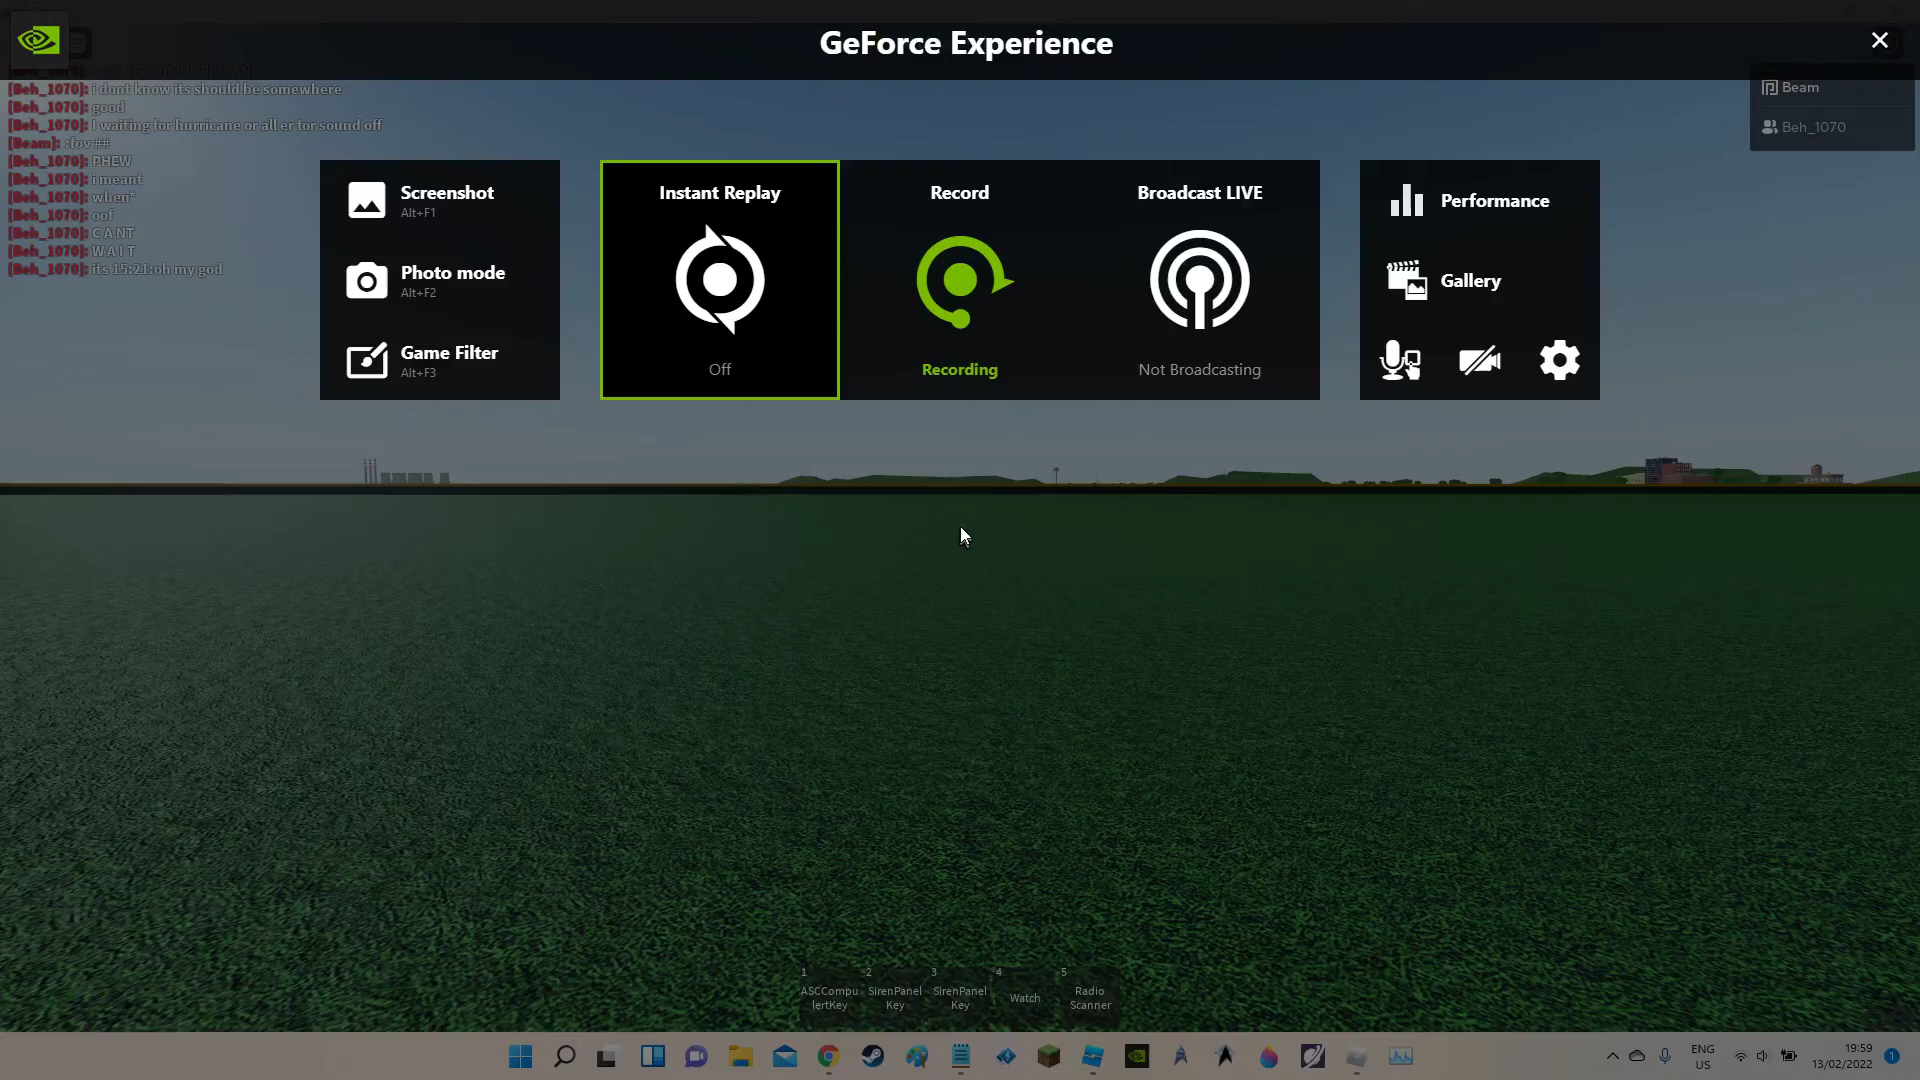 GeForce Experience
[Beh_1070]: i dont know its should be somewhere
[Beh_1070]: good
[Beh_1070]: I waiting for hurricane or all er tor sound off
[Beam]: :fov ##
[Beh_1070]: PHEW
[Beh_1070]: i meant
[Beh_1070]: when*
[Beh_1070]: oof
[Beh_1070]: C A N T
[Beh_1070]: W A I T
[Beh_1070]: its 15:21:oh my god
Beam
Beh_1070
Screenshot
Alt+F1
Photo mode
Alt+F2
Game Filter
Alt+F3
Instant Replay
Off
Record
Recording
Broadcast LIVE
Not Broadcasting
Performance
Gallery
1
ASCCompu
lertKey
2
SirenPanel
Key
3
SirenPanel
Key
4
Watch
5
Radio
Scanner
ENG
US
19:59
13/02/2022
1